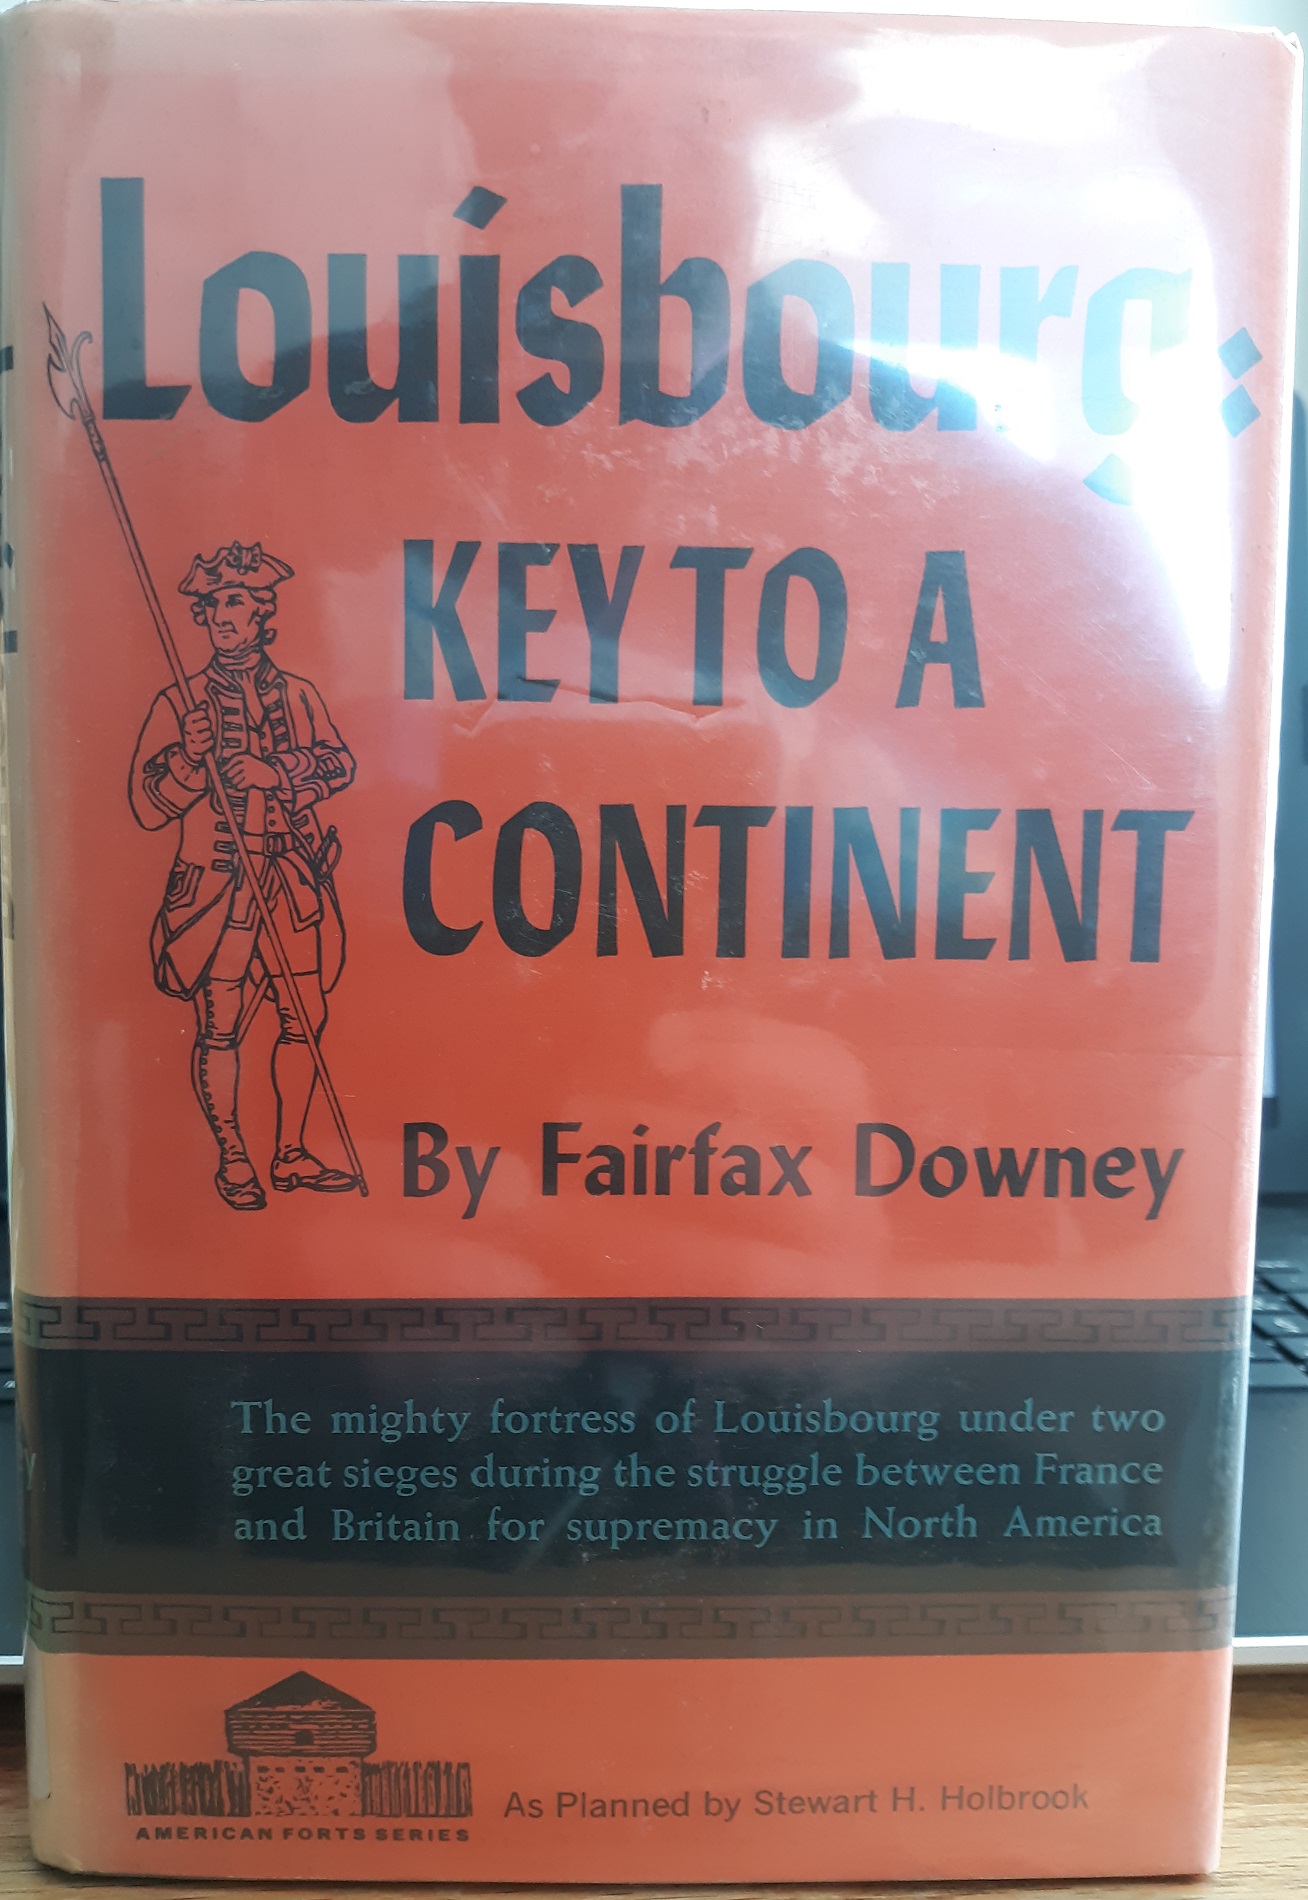 Louisbourg:
KEY TO A
CONTINENT
By Fairfax Downey
The mighty fortress of Louisbourg under two
great sieges during the struggle between France
and Britain for supremacy in North America
As Planned by Stewart H. Holbrook
AMERICAN FORTS SERIES